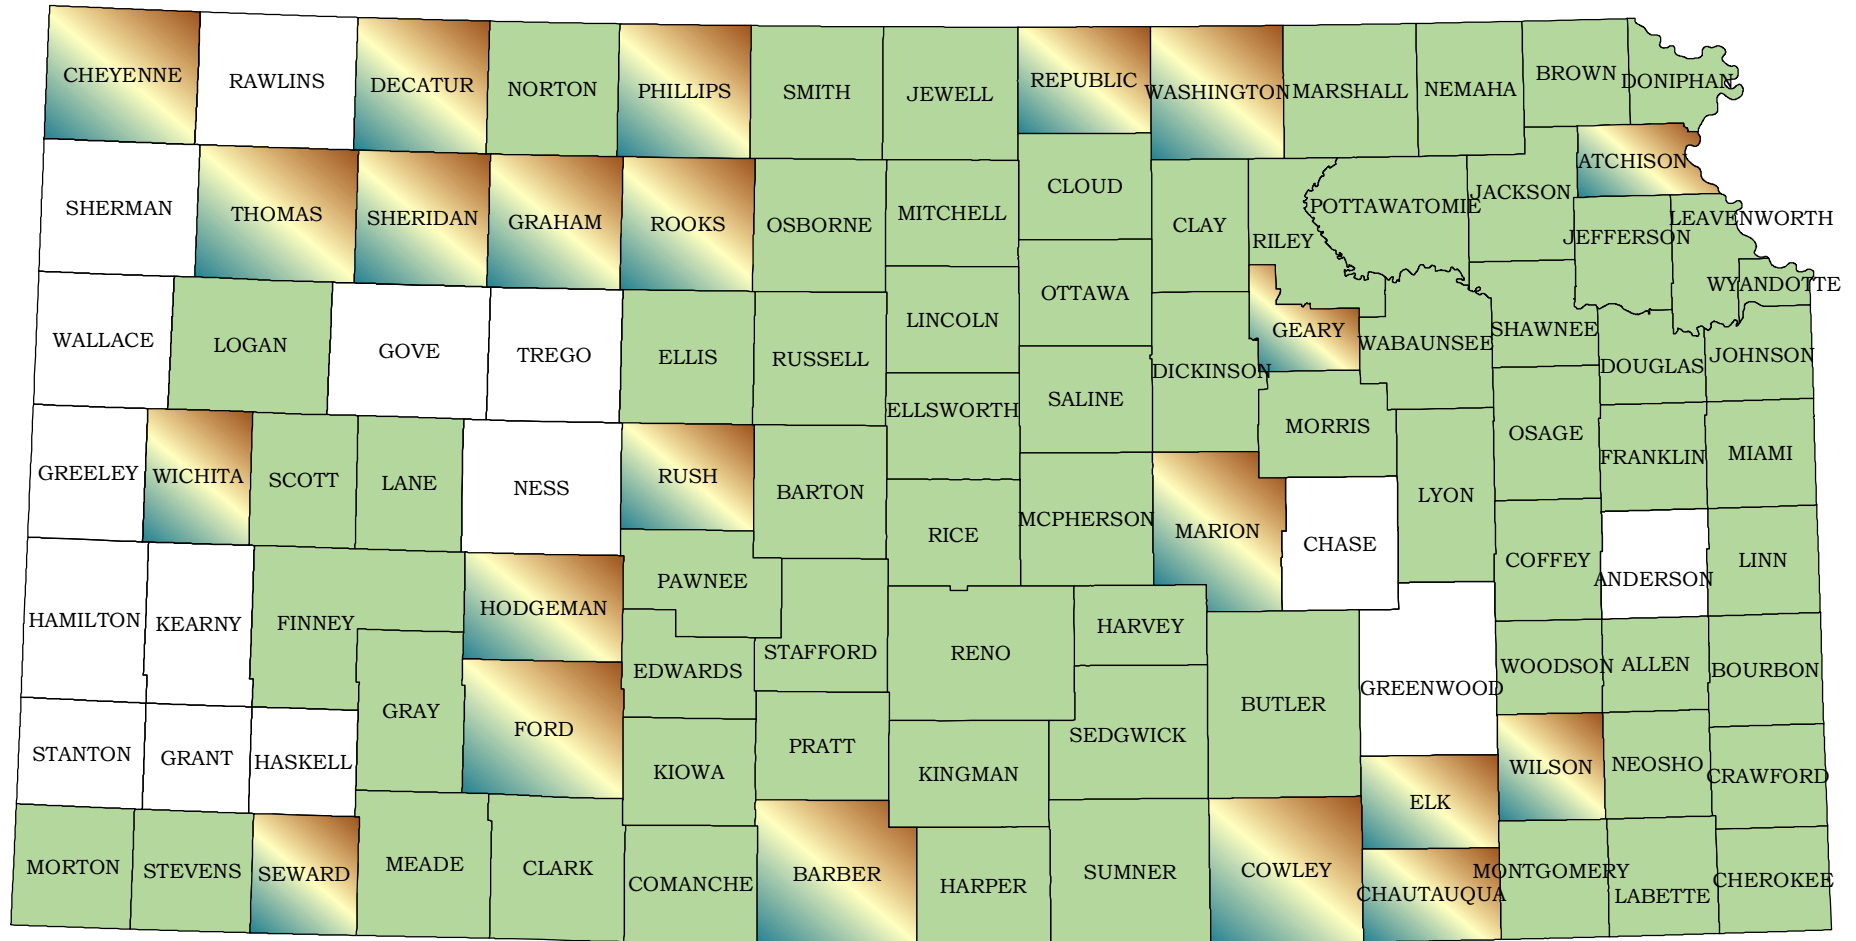 CHEYENNE
RAWLINS
DECATUR
NORTON
PHILLIPS
SMITH
JEWELL
REPUBLIC
WASHINGTON
MARSHALL
NEMAHA
BROWN
DONIPHAN
ATCHISON
SHERMAN
THOMAS
SHERIDAN
GRAHAM
ROOKS
OSBORNE
MITCHELL
CLOUD
CLAY
RILEY
POTTAWATOMIE
JACKSON
JEFFERSON
LEAVENWORTH
WYANDOTTE
WALLACE
LOGAN
GOVE
TREGO
ELLIS
RUSSELL
LINCOLN
OTTAWA
DICKINSON
GEARY
WABAUNSEE
SHAWNEE
DOUGLAS
JOHNSON
ELLSWORTH
SALINE
MORRIS
OSAGE
FRANKLIN
MIAMI
GREELEY
WICHITA
SCOTT
LANE
NESS
RUSH
BARTON
RICE
MCPHERSON
MARION
CHASE
LYON
COFFEY
ANDERSON
LINN
HAMILTON
KEARNY
FINNEY
HODGEMAN
PAWNEE
EDWARDS
STAFFORD
RENO
HARVEY
BUTLER
GREENWOOD
WOODSON
ALLEN
BOURBON
STANTON
GRANT
HASKELL
GRAY
FORD
KIOWA
PRATT
KINGMAN
SEDGWICK
ELK
WILSON
NEOSHO
CRAWFORD
MORTON
STEVENS
SEWARD
MEADE
CLARK
COMANCHE
BARBER
HARPER
SUMNER
COWLEY
CHAUTAUQUA
MONTGOMERY
LABETTE
CHEROKEE